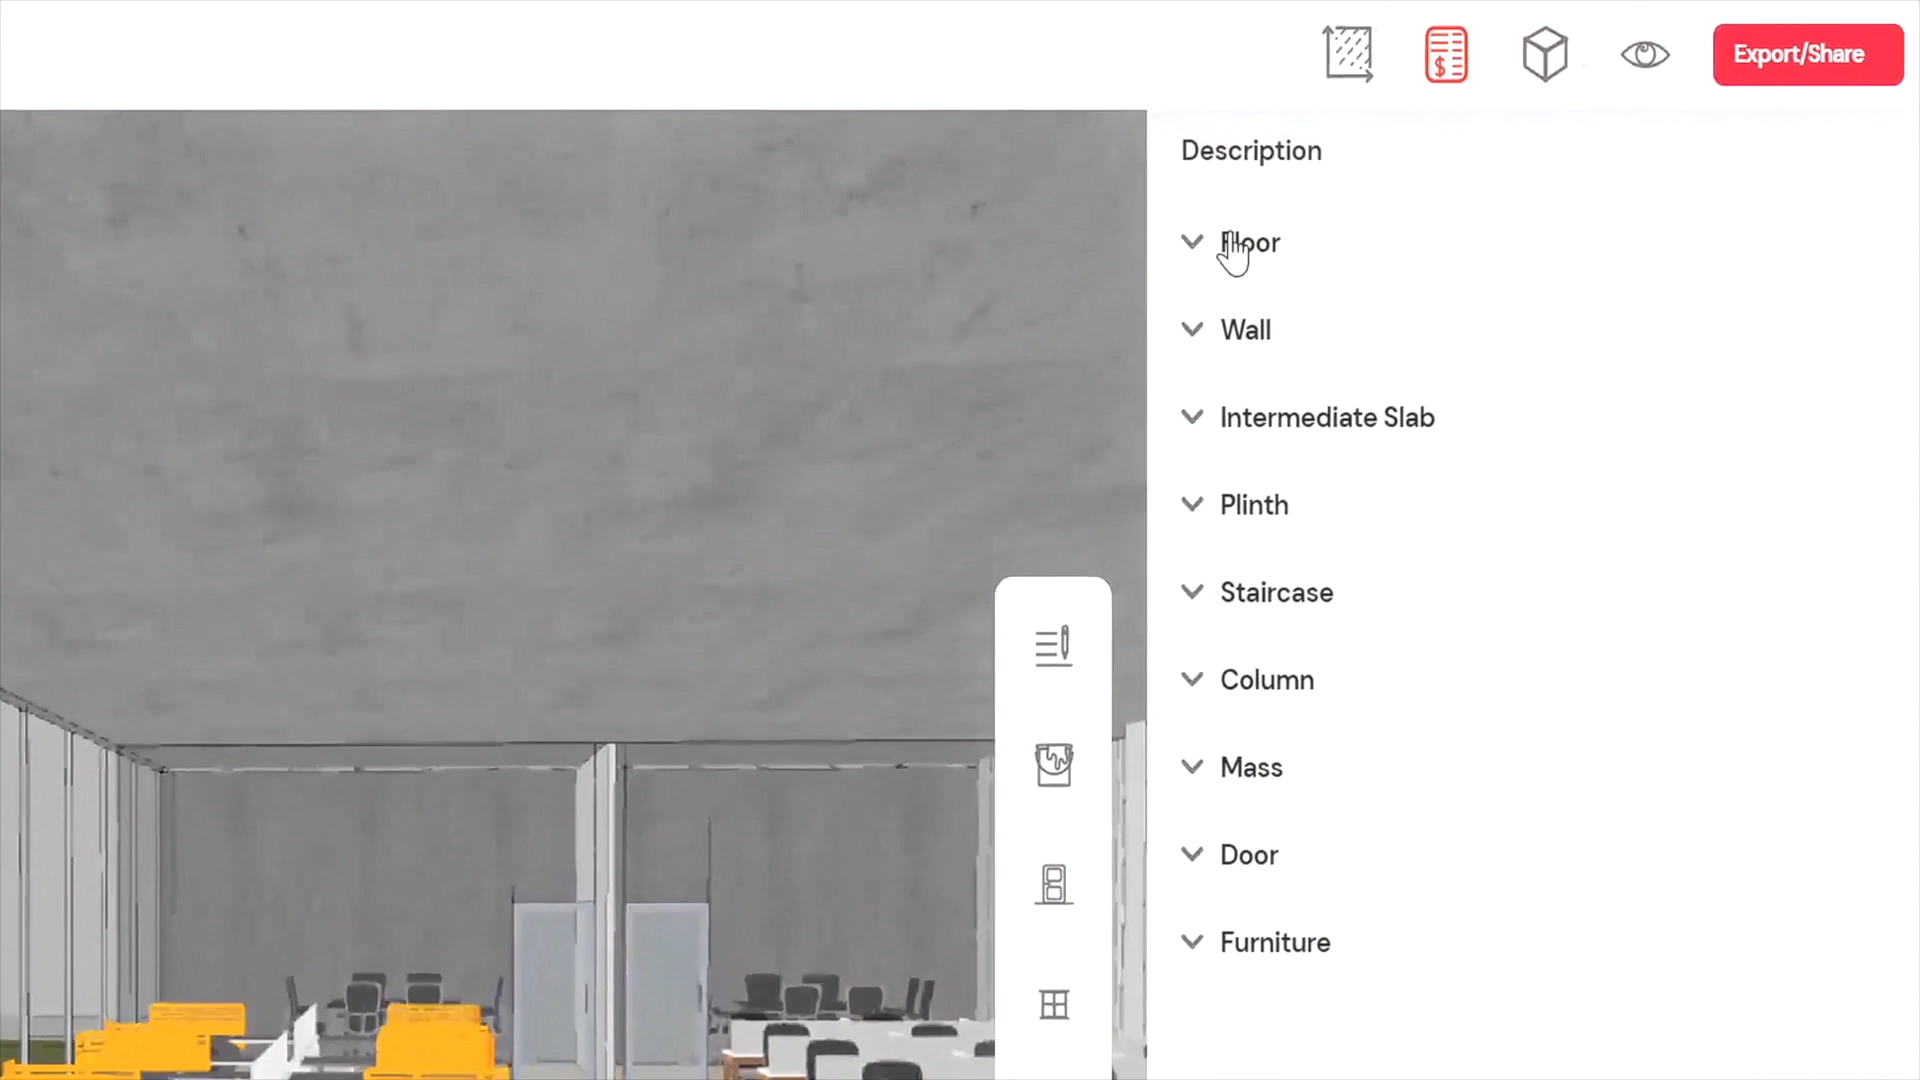 Export/Share
Description
Floor
Wall
Intermediate Slab
Plinth
Staircase
Column
Mass
Door
Furniture